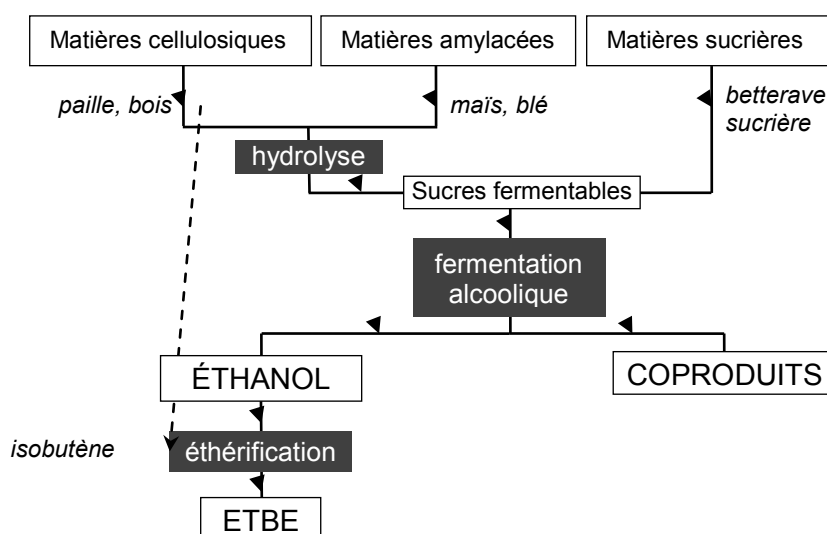 Matières cellulosiques
Matières amylacées
Matières sucrières
paille, bois
maïs, blé
betterave
sucrière
hydrolyse
Sucres fermentables
fermentation
alcoolique
ÉTHANOL
COPRODUITS
isobutène
éthérification
ETBE